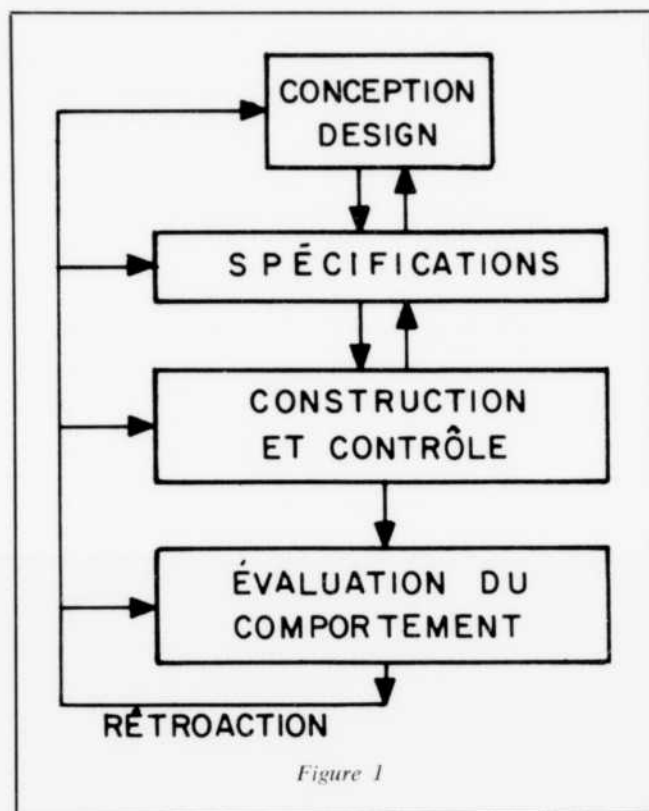 CONCEPTION
DESIGN
SPÉCIFICATIONS
CONSTRUCTION
ET CONTRÔLE
ÉVALUATION DU
COMPORTEMENT
RÉTROACTION
Figure 1